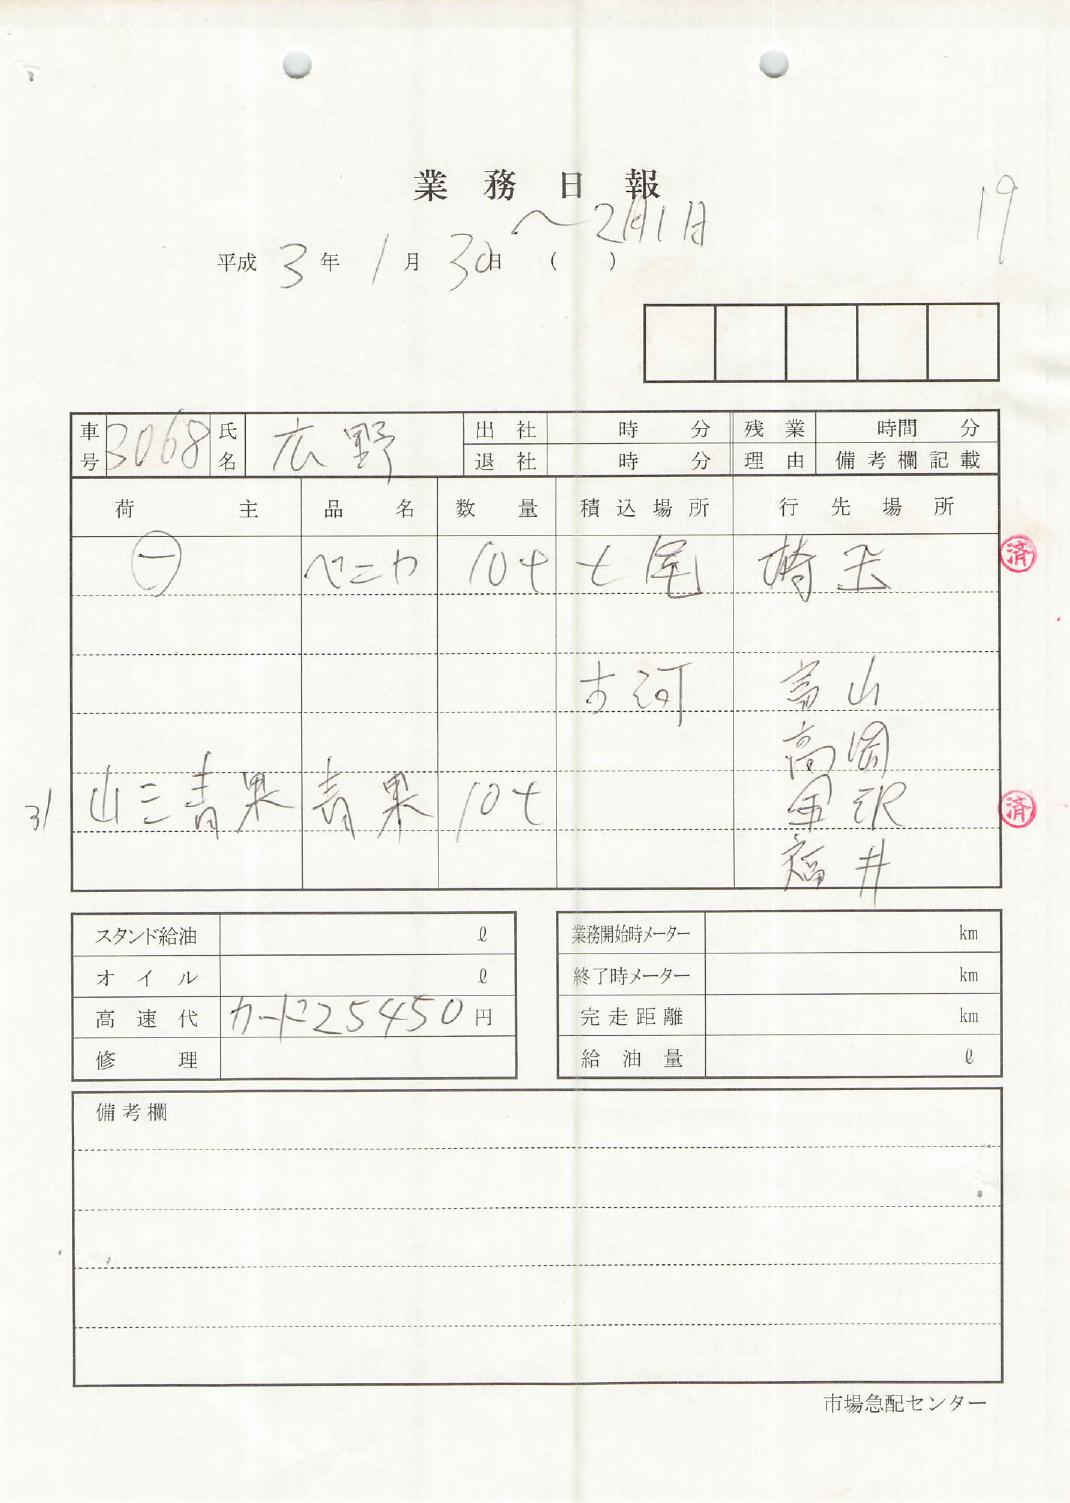 業務日報
19
平成3年1月30日( ) 〜2月1日
車号 3068 氏名 広野 出社 時 分 残業 時間 分
退社 時 分 理由 備考欄記載
荷主 品名 数量 積込場所 行先場所
㊀ ベニヤ 10t 七尾 埼玉 済
古河 富山
高岡
31 山三青果 青果 10t 金沢 済
福井
スタンド給油 ℓ 業務開始時メーター km
オイル ℓ 終了時メーター km
高速代 カード25450円 完走距離 km
修理 給油量 ℓ
備考欄
市場急配センター